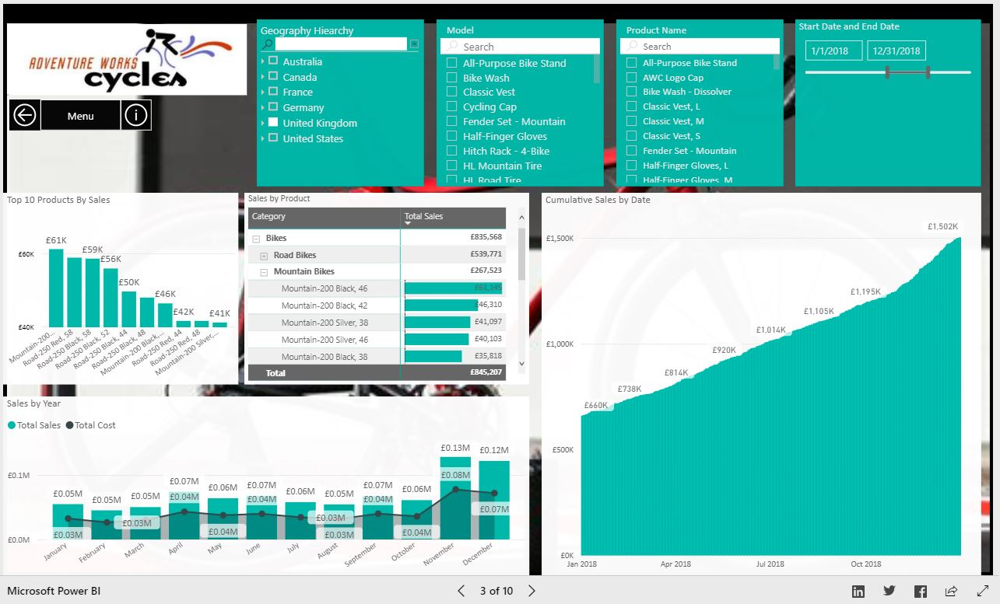 ADVENTURE WORKS
cycles
Menu
i
Geography Hiearchy
Australia
Canada
France
Germany
United Kingdom
United States
Model
Search
All-Purpose Bike Stand
Bike Wash
Classic Vest
Cycling Cap
Fender Set - Mountain
Half-Finger Gloves
Hitch Rack - 4-Bike
HL Mountain Tire
HL Road Tire
Product Name
Search
All-Purpose Bike Stand
AWC Logo Cap
Bike Wash - Dissolver
Classic Vest, L
Classic Vest, M
Classic Vest, S
Fender Set - Mountain
Half-Finger Gloves, L
Half-Finger Gloves, M
Start Date and End Date
1/1/2018 12/31/2018
Top 10 Products By Sales
£61K
£59K
£56K
£50K
£46K
£42K
£41K
£60K
£40K
Mountain-200...
Road-250 Red, 58
Road-250 Black, 58
Road-250 Black, 52
Road-250 Black, 44
Road-250 Black, 48
Mountain-200 Black,...
Road-250 Red, 44
Road-250 Red, 48
Mountain-200 Silver,...
Sales by Product
Category Total Sales
Bikes £835,568
Road Bikes £539,771
Mountain Bikes £267,523
Mountain-200 Black, 46 £61,145
Mountain-200 Black, 42 £46,310
Mountain-200 Silver, 38 £41,097
Mountain-200 Silver, 46 £40,103
Mountain-200 Black, 38 £35,818
Total £845,207
Cumulative Sales by Date
£1,500K
£1,000K
£500K
£0K
£660K
£738K
£814K
£920K
£1,014K
£1,105K
£1,195K
£1,502K
Jan 2018 Apr 2018 Jul 2018 Oct 2018
Sales by Year
Total Sales Total Cost
£0.1M
£0.0M
£0.05M £0.05M £0.05M £0.07M £0.06M £0.07M £0.06M £0.05M £0.07M £0.06M £0.13M £0.12M
£0.03M £0.03M £0.04M £0.04M £0.04M £0.03M £0.03M £0.04M £0.04M £0.08M £0.07M
January February March April May June July August September October November December
Microsoft Power BI
3 of 10